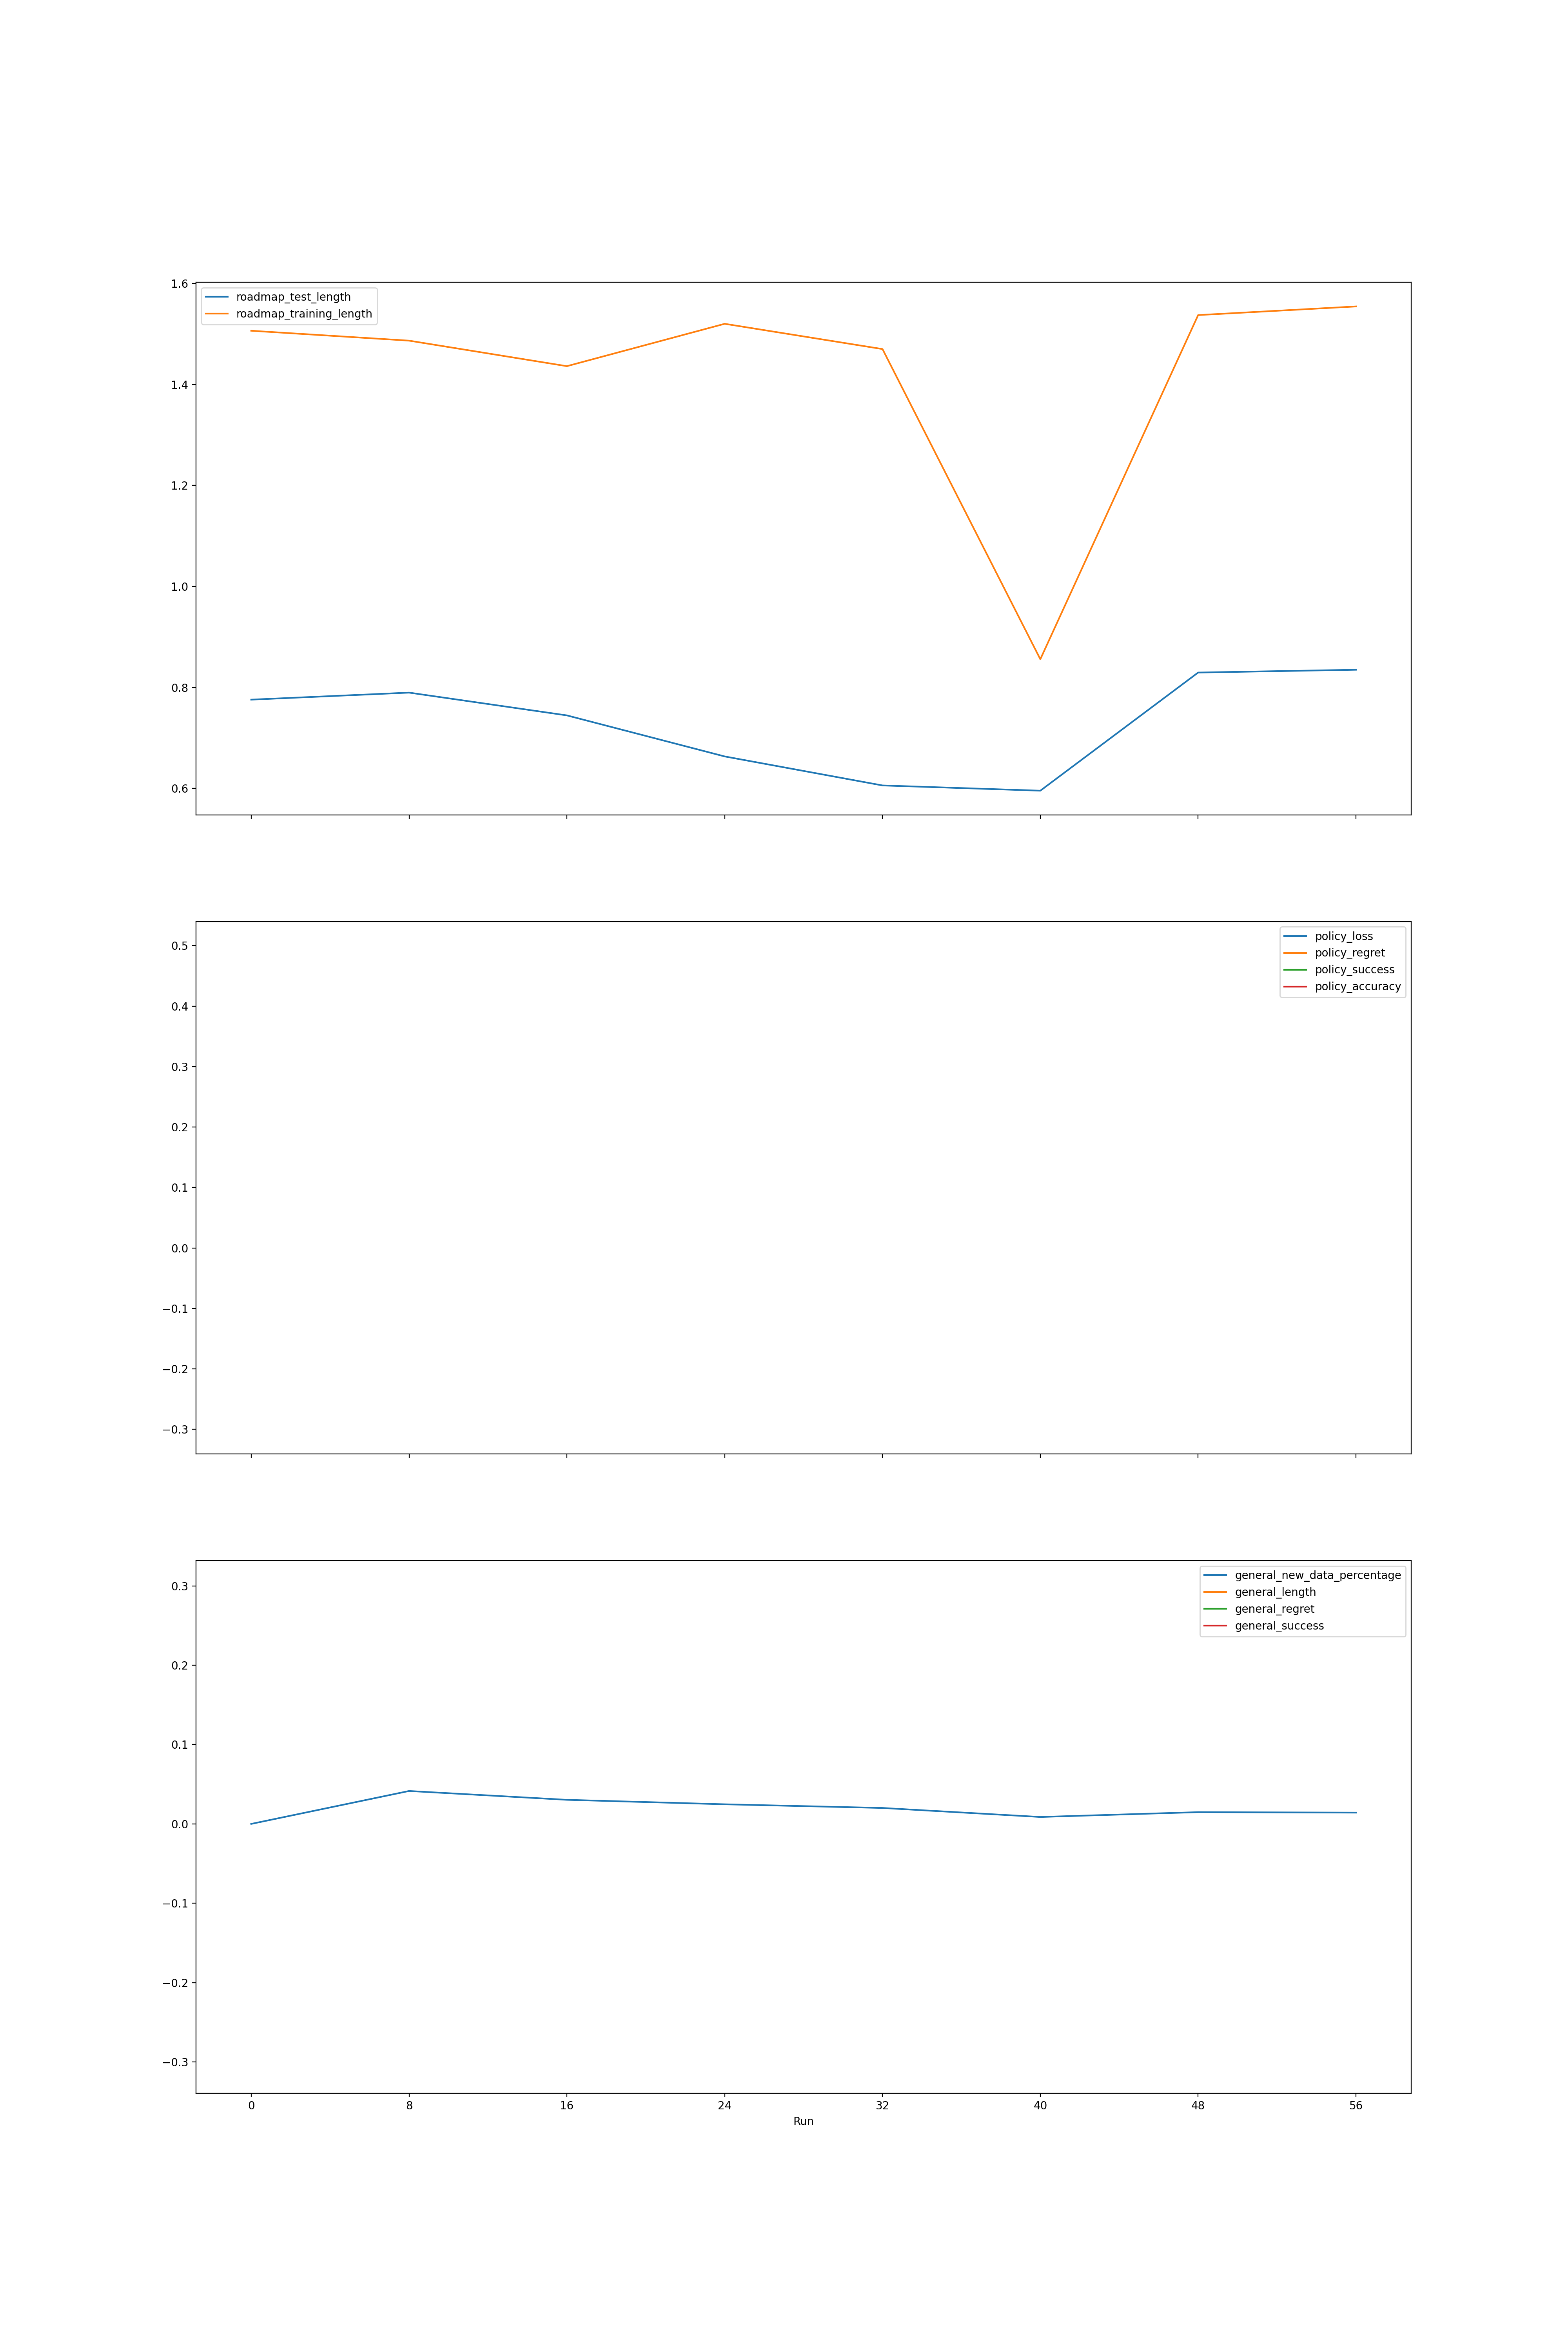 1.6
roadmap_test_length
roadmap_training_length
1.4
1.2
1.0
0.8
0.6
policy_loss
0.5
policy_regret
policy_success
policy_accuracy
0.4
0.3
0.2
0.1
0.0
−0.1
−0.2
−0.3
general_new_data_percentage
0.3
general_length
general_regret
general_success
0.2
0.1
0.0
−0.1
−0.2
−0.3
0 8 16 24 32 40 48 56
Run